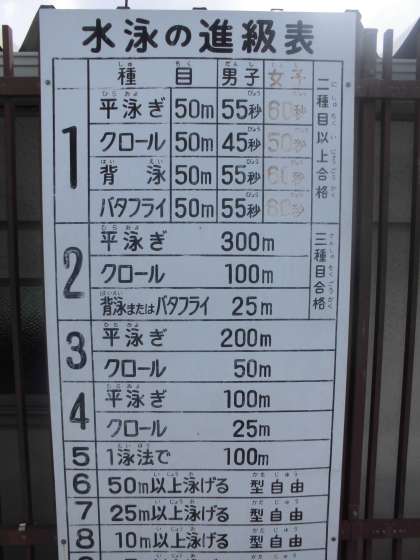 水泳の進級表
種目 男子 女子
1 平泳ぎ 50m 55秒 60秒 二種目以上合格
クロール 50m 45秒 50秒
背泳 50m 55秒 60秒
バタフライ 50m 55秒 60秒
2 平泳ぎ 300m 三種目合格
クロール 100m
背泳またはバタフライ 25m
3 平泳ぎ 200m
クロール 50m
4 平泳ぎ 100m
クロール 25m
5 1泳法で 100m
6 50m以上泳げる 型自由
7 25m以上泳げる 型自由
8 10m以上泳げる 型自由